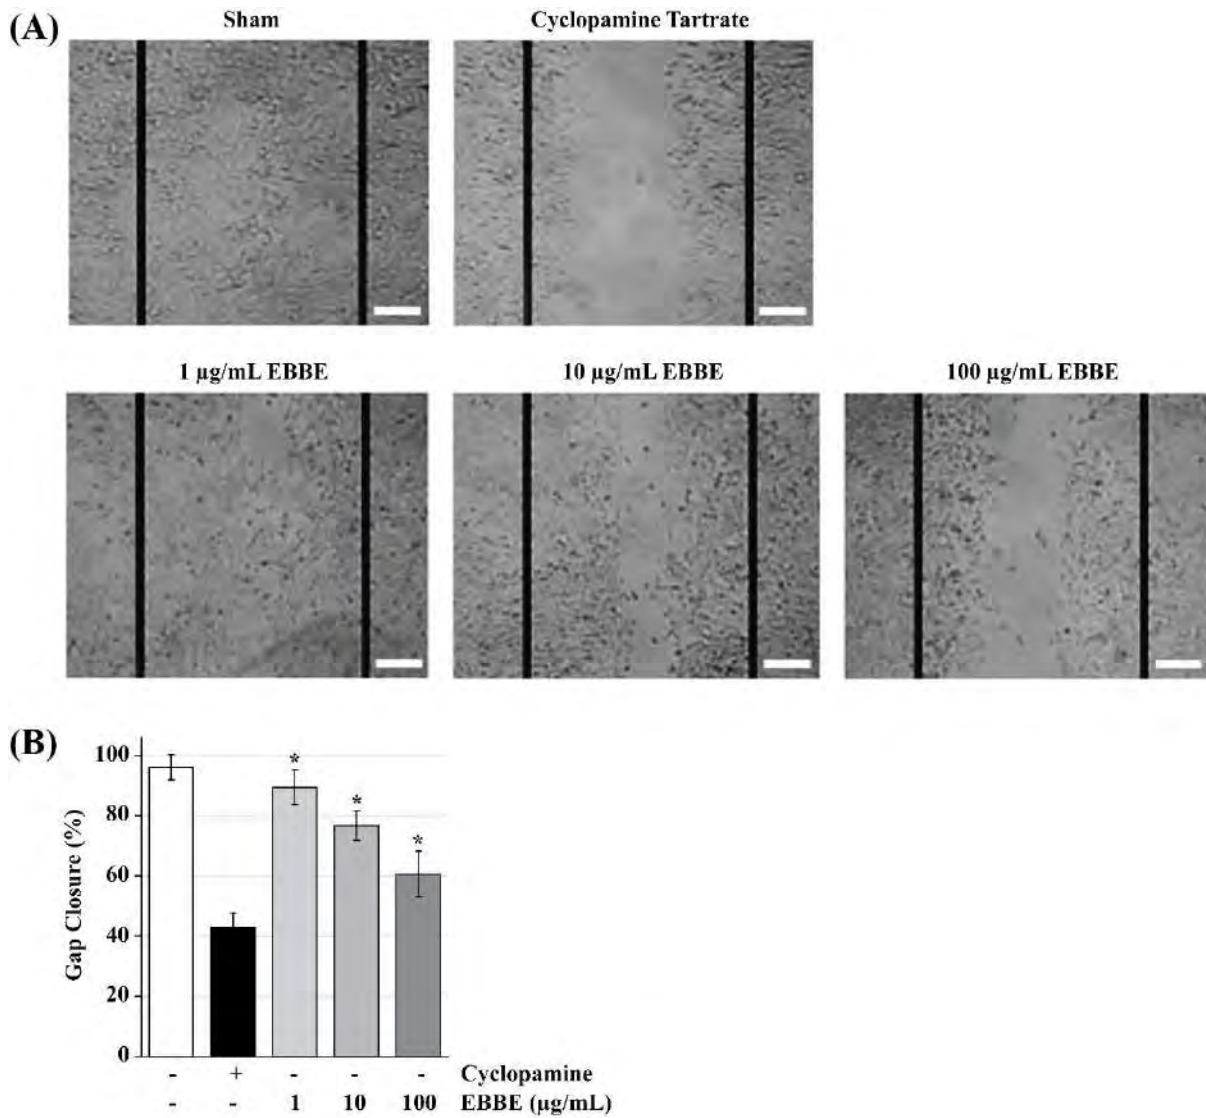 (A)
Sham
Cyclopamine Tartrate
1 µg/mL EBBE
10 µg/mL EBBE
100 µg/mL EBBE
(B)
Gap Closure (%)
100
80
60
40
20
0
*
*
*
- + - - - Cyclopamine
- - 1 10 100 EBBE (µg/mL)